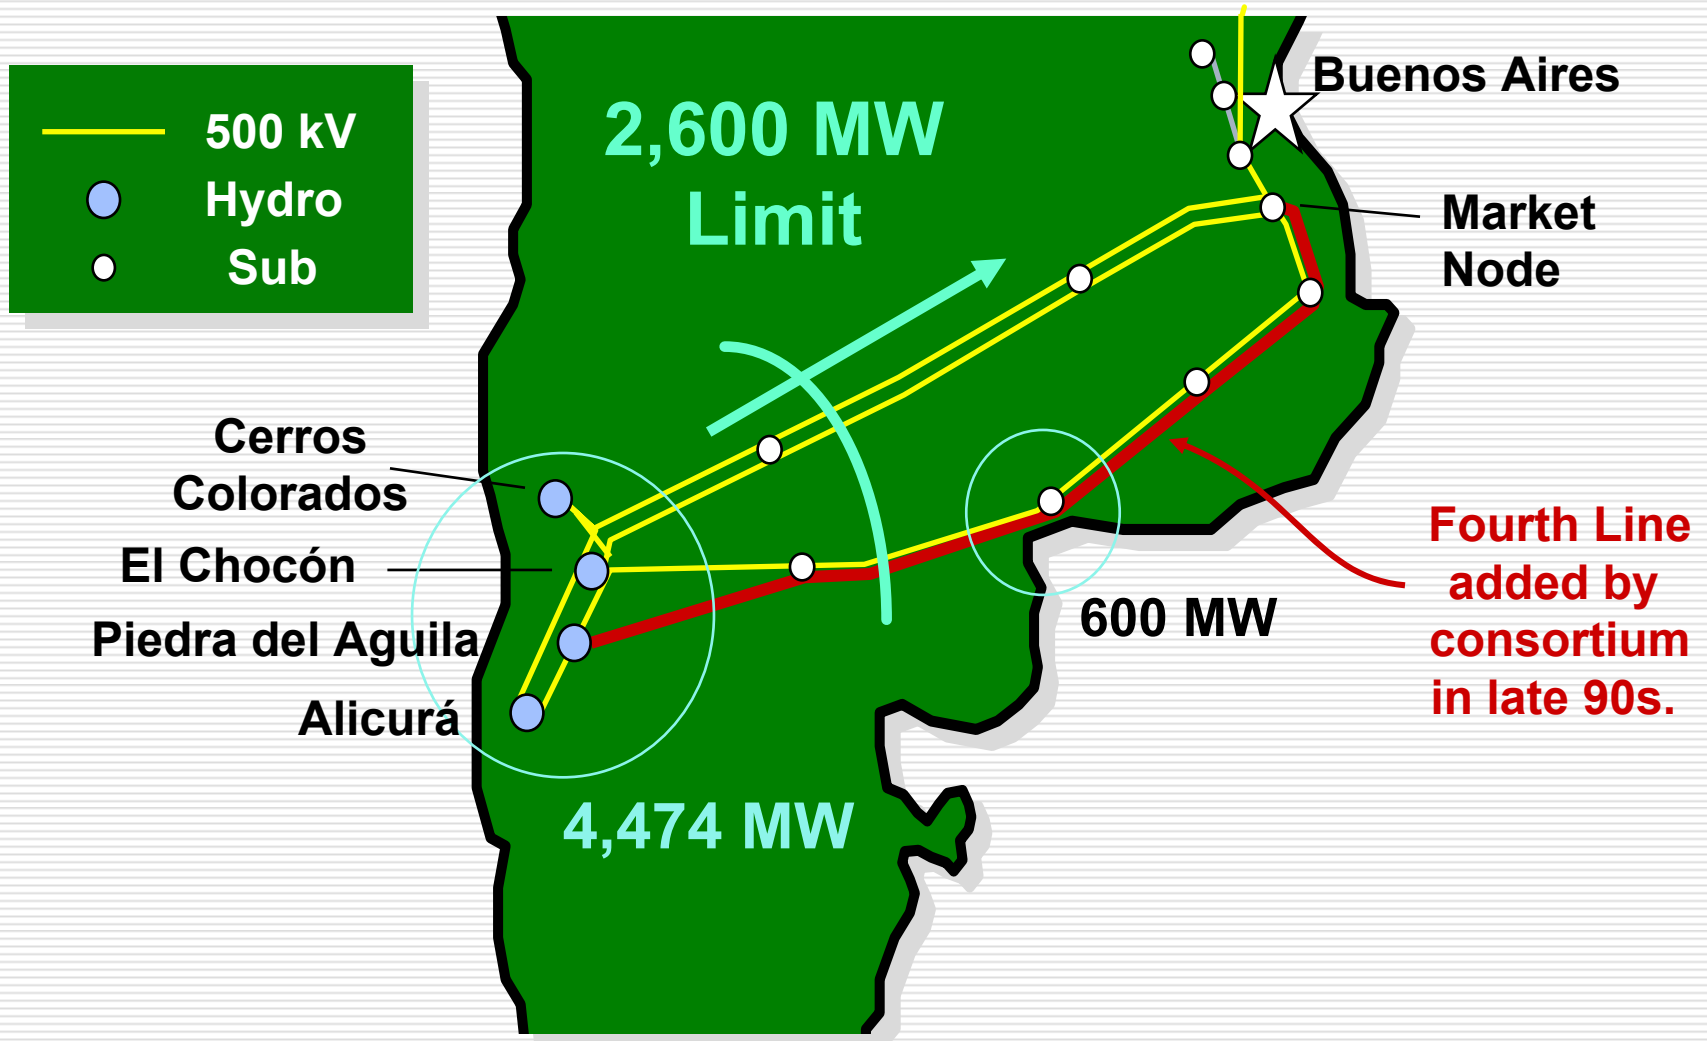 500 kV
Hydro
Sub
2,600 MW
Limit
Buenos Aires
Market
Node
Cerros
Colorados
El Chocón
Piedra del Aguila
Alicurá
4,474 MW
600 MW
Fourth Line
added by
consortium
in late 90s.